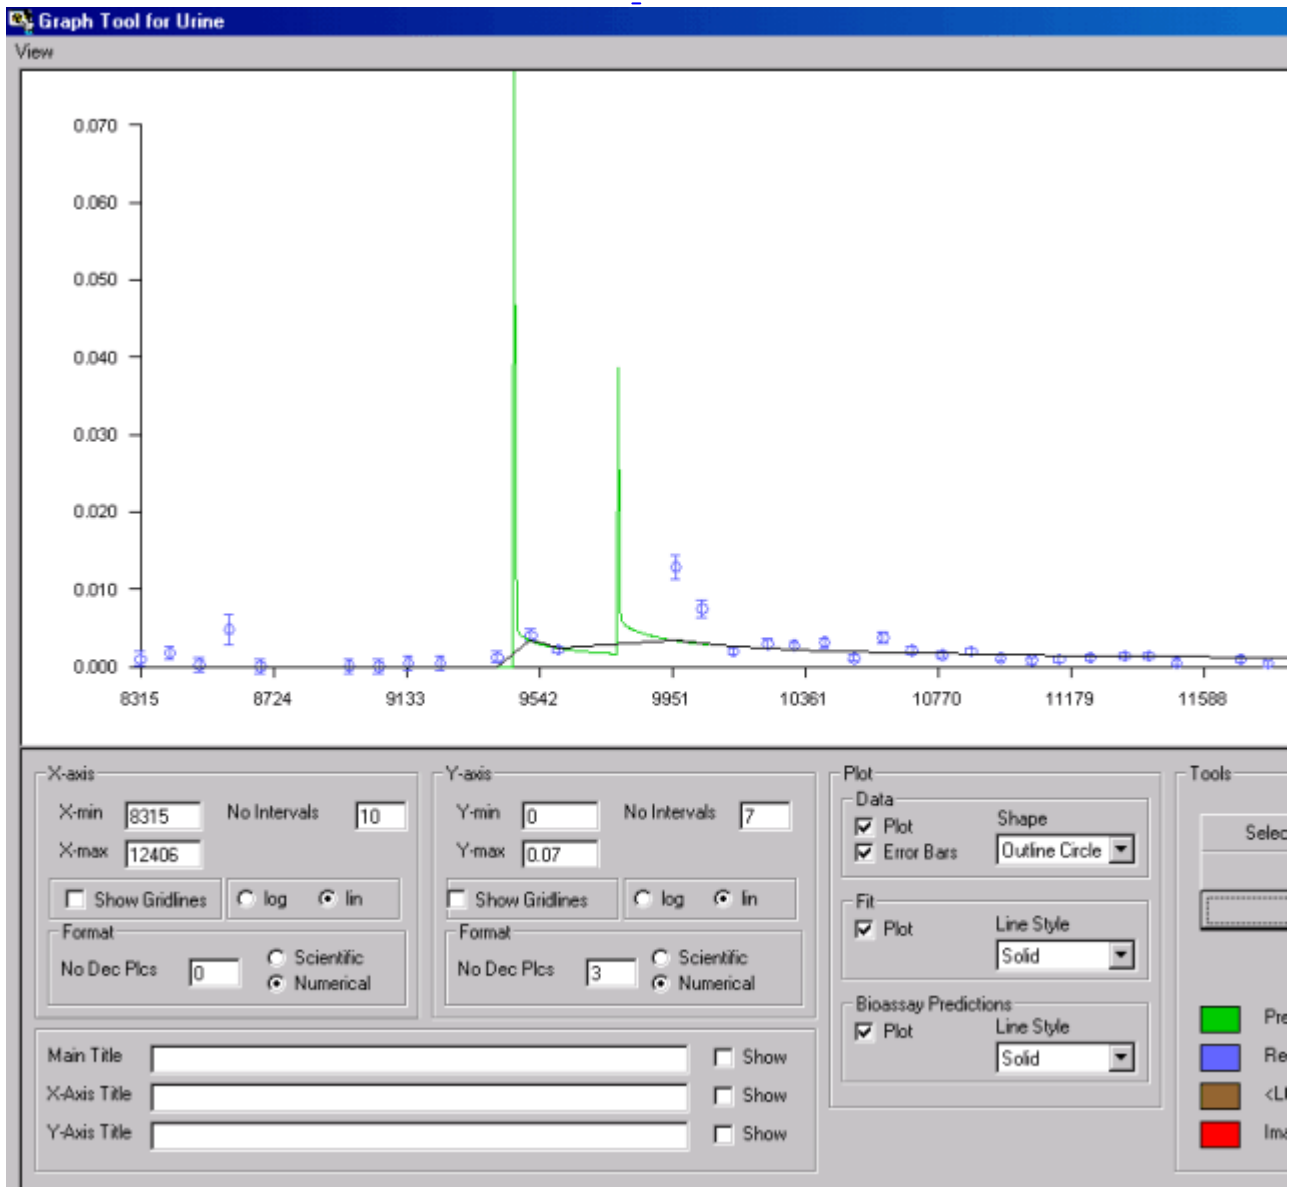 Graph Tool for Urine
View
0.070
0.060
0.050
0.040
0.030
0.020
0.010
0.000
8315 8724 9133 9542 9951 10361 10770 11179 11588
X-axis
X-min 8315 No Intervals 10
X-max 12406
Show Gridlines log lin
Format
No Dec Plcs 0 Scientific
Numerical
Y-axis
Y-min 0 No Intervals 7
Y-max 0.07
Show Gridlines log lin
Format
No Dec Plcs 3 Scientific
Numerical
Plot
Data
Plot Shape
Error Bars Outline Circle
Fit
Plot Line Style
Solid
Bioassay Predictions
Plot Line Style
Solid
Tools
Selec
Pre
Re
Ima
Main Title Show
X-Axis Title Show
Y-Axis Title Show